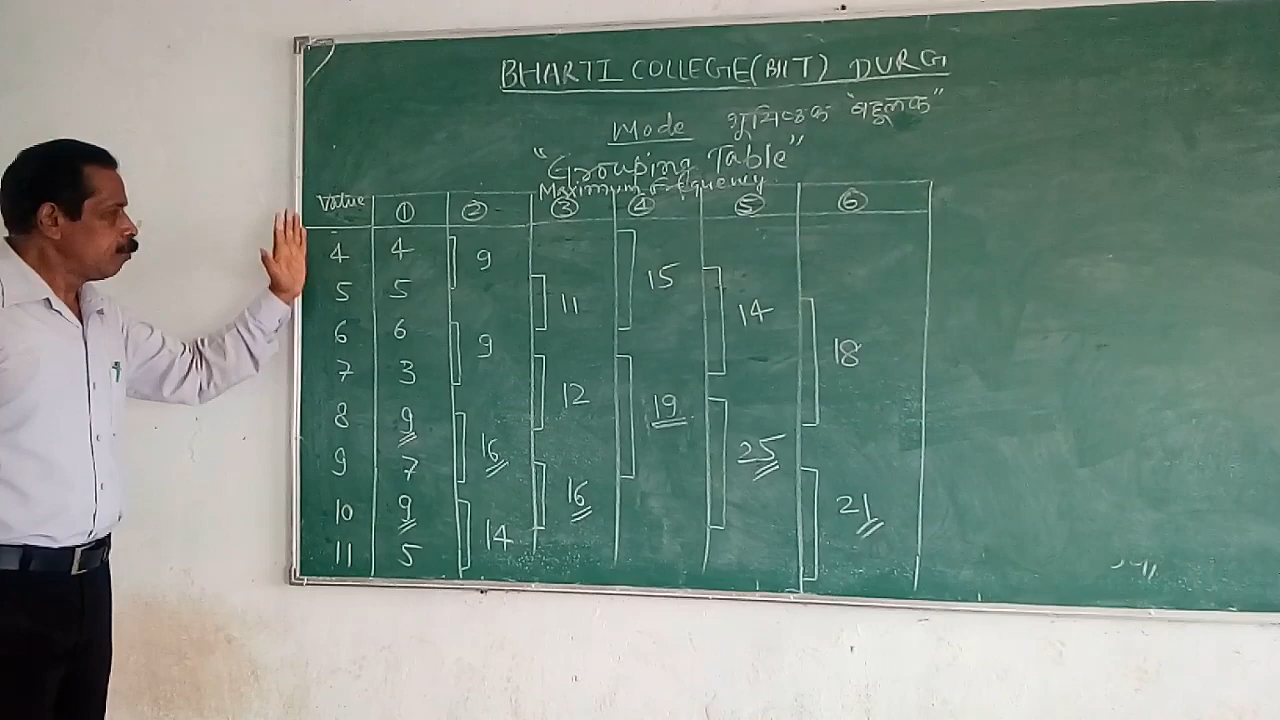 BHARTI COLLEGE (BIIT) DURG
Mode भूयिष्ठक "बहूलक"
"Grouping Table"
Maximum Frequency
Value ① ② ③ ④ ⑤ ⑥
4 4 9
15
5 5 11 14
6 6 9 18
7 3 12
8 9 19
16 25
9 7
10 9 16 21
11 5 14